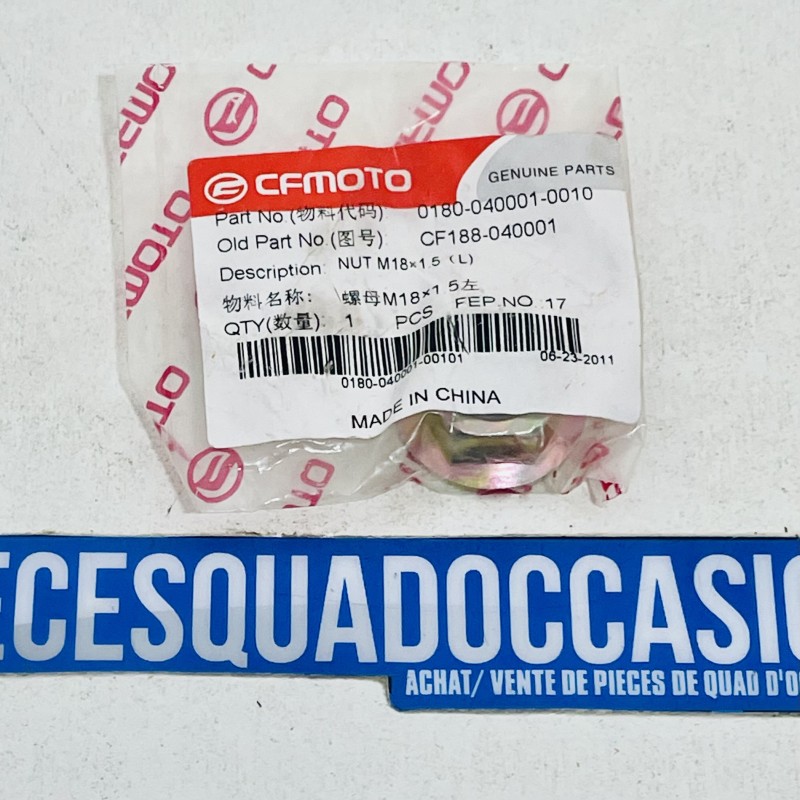 CFMOTO
GENUINE PARTS
Part No.(物料代码) 0180-040001-0010
Old Part No.(图号) CF188-040001
Description: NUT M18×1.5 (L)
物料名称: 螺母M18×1.5左
QTY(数量): 1 PCS FEP.NO.17
0180-040001-00101 06-23-2011
MADE IN CHINA
ECESQUADOCCASIO
ACHAT/ VENTE DE PIECES DE QUAD D'O